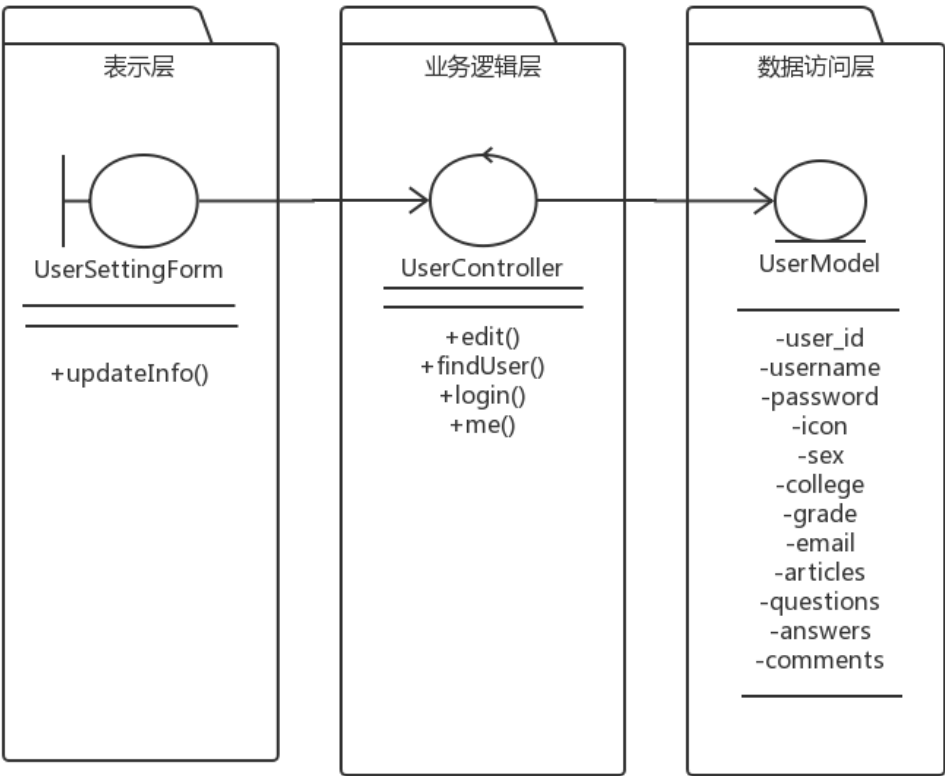 表示层
UserSettingForm
+updateInfo()
业务逻辑层
UserController
+edit()
+findUser()
+login()
+me()
数据访问层
UserModel
-user_id
-username
-password
-icon
-sex
-college
-grade
-email
-articles
-questions
-answers
-comments